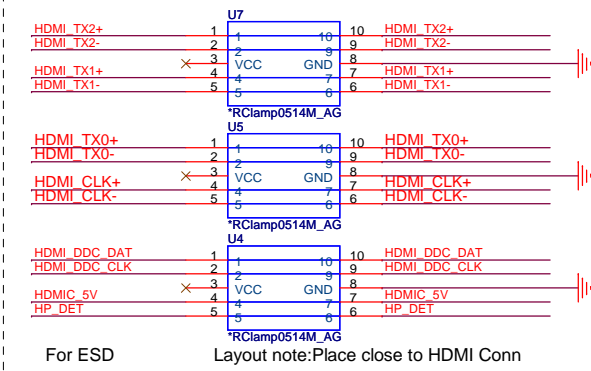 U7
HDMI_TX2+ 1 1 10 10 HDMI_TX2+
HDMI_TX2- 2 2 9 9 HDMI_TX2-
3 VCC GND 8
HDMI_TX1+ 4 4 7 7 HDMI_TX1+
HDMI_TX1- 5 5 6 6 HDMI_TX1-
*RClamp0514M_AG
U5
HDMI_TX0+ 1 1 10 10 HDMI_TX0+
HDMI_TX0- 2 2 9 9 HDMI_TX0-
3 VCC GND 8
HDMI_CLK+ 4 4 7 7 HDMI_CLK+
HDMI_CLK- 5 5 6 6 HDMI_CLK-
*RClamp0514M_AG
U4
HDMI_DDC_DAT 1 1 10 10 HDMI_DDC_DAT
HDMI_DDC_CLK 2 2 9 9 HDMI_DDC_CLK
3 VCC GND 8
HDMIC_5V 4 4 7 7 HDMIC_5V
HP_DET 5 5 6 6 HP_DET
*RClamp0514M_AG
For ESD Layout note:Place close to HDMI Conn